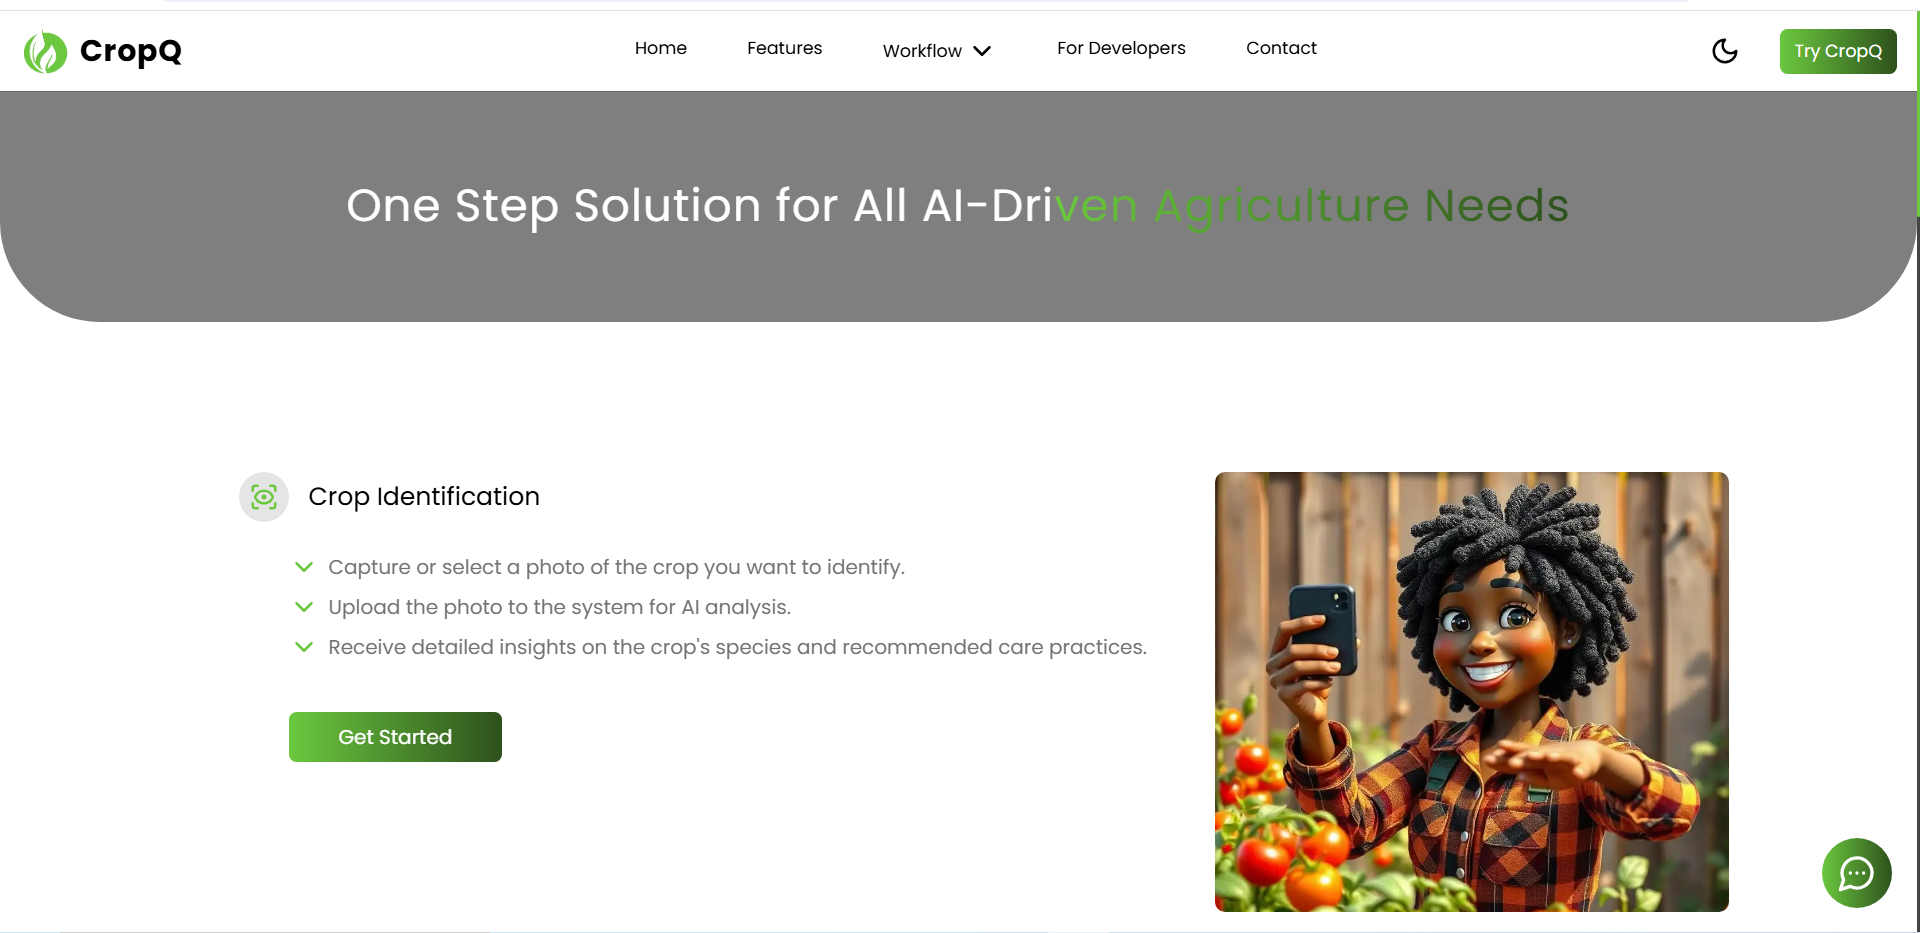 CropQ
Home
Features
Workflow
For Developers
Contact
Try CropQ
One Step Solution for All AI-Driven Agriculture Needs
Crop Identification
Capture or select a photo of the crop you want to identify.
Upload the photo to the system for AI analysis.
Receive detailed insights on the crop's species and recommended care practices.
Get Started